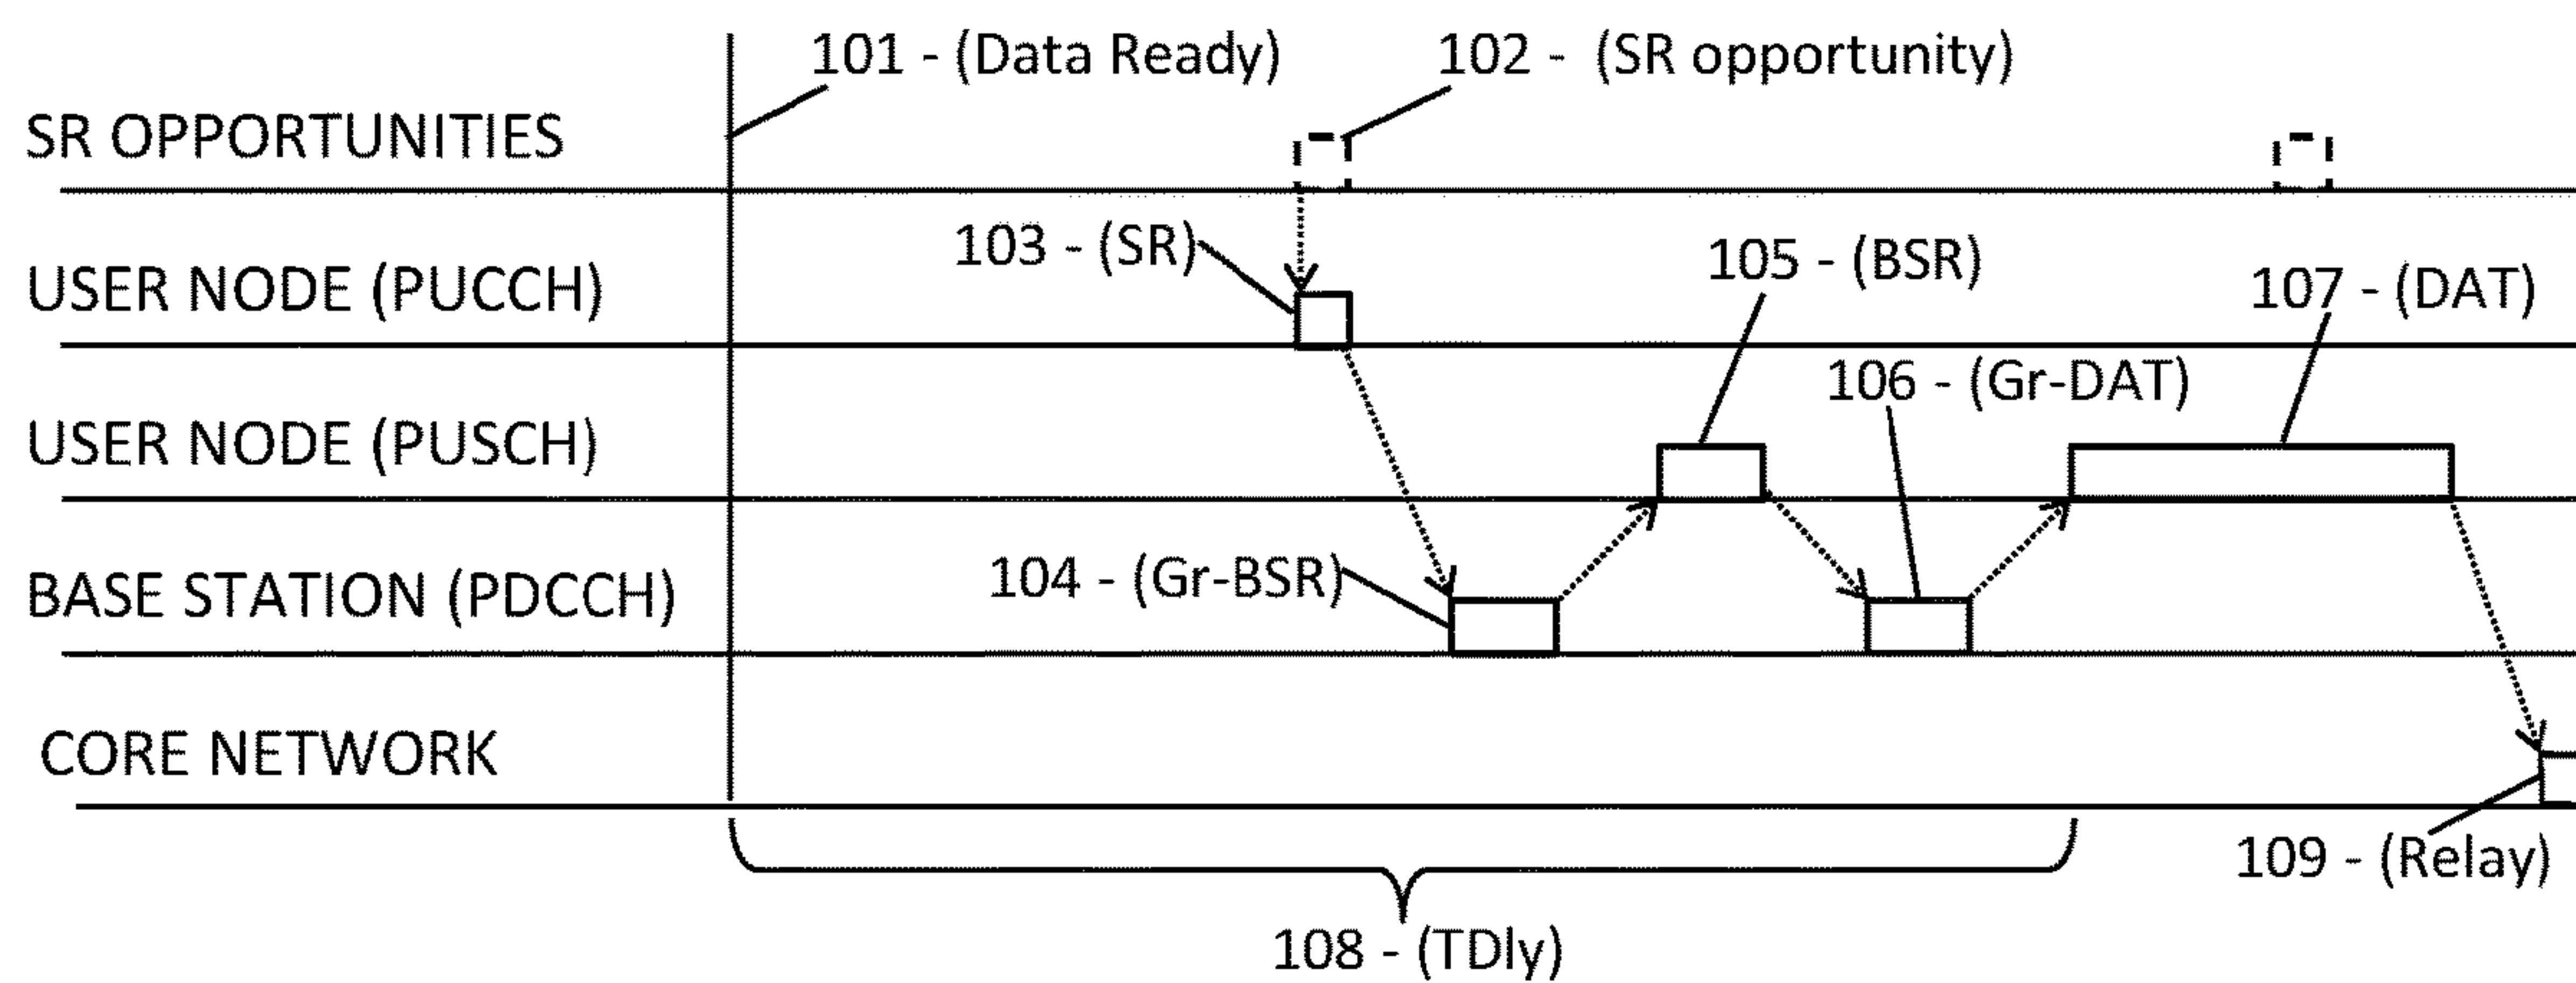 101 - (Data Ready)
102 - (SR opportunity)
SR OPPORTUNITIES
103 - (SR)
105 - (BSR)
USER NODE (PUCCH)
107 - (DAT)
106 - (Gr-DAT)
USER NODE (PUSCH)
104 - (Gr-BSR)
BASE STATION (PDCCH)
CORE NETWORK
109 - (Relay)
108 - (TDly)